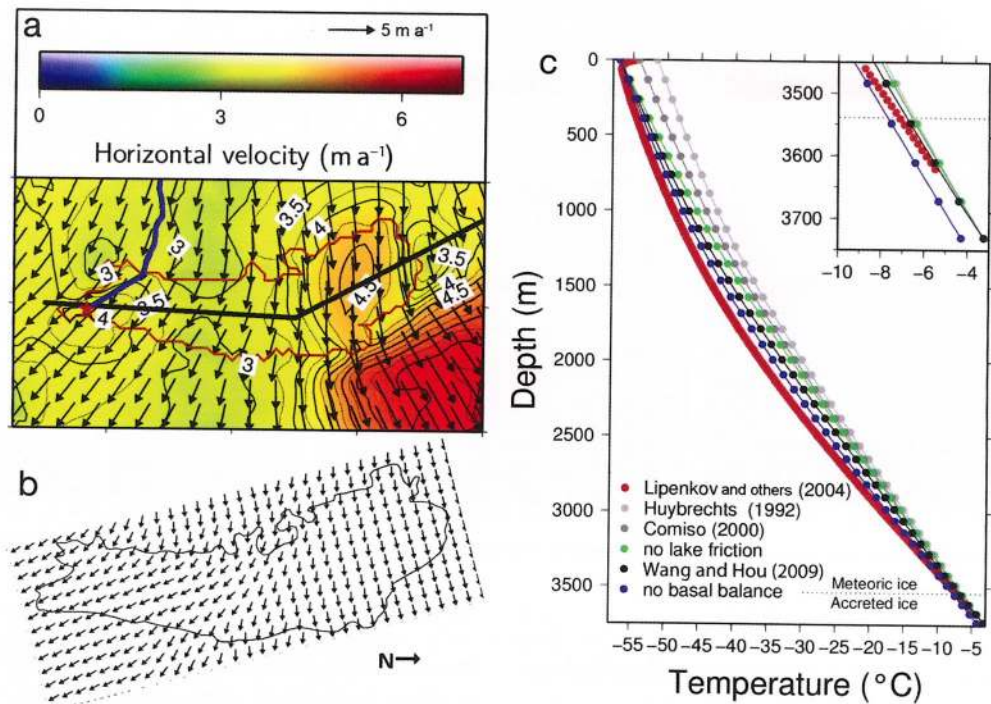 a
5 m a⁻¹
0 3 6
Horizontal velocity (m a⁻¹)
3.5
4
3
3.5
3
3.5
4.5
4
4.5
4
3
b
N
c
0
500
1000
1500
2000
2500
3000
3500
Depth (m)
3500
3600
3700
−10 −8 −6 −4
Lipenkov and others (2004)
Huybrechts (1992)
Comiso (2000)
no lake friction
Wang and Hou (2009)
no basal balance
Meteoric ice
Accreted ice
−55 −50 −45 −40 −35 −30 −25 −20 −15 −10 −5
Temperature (°C)